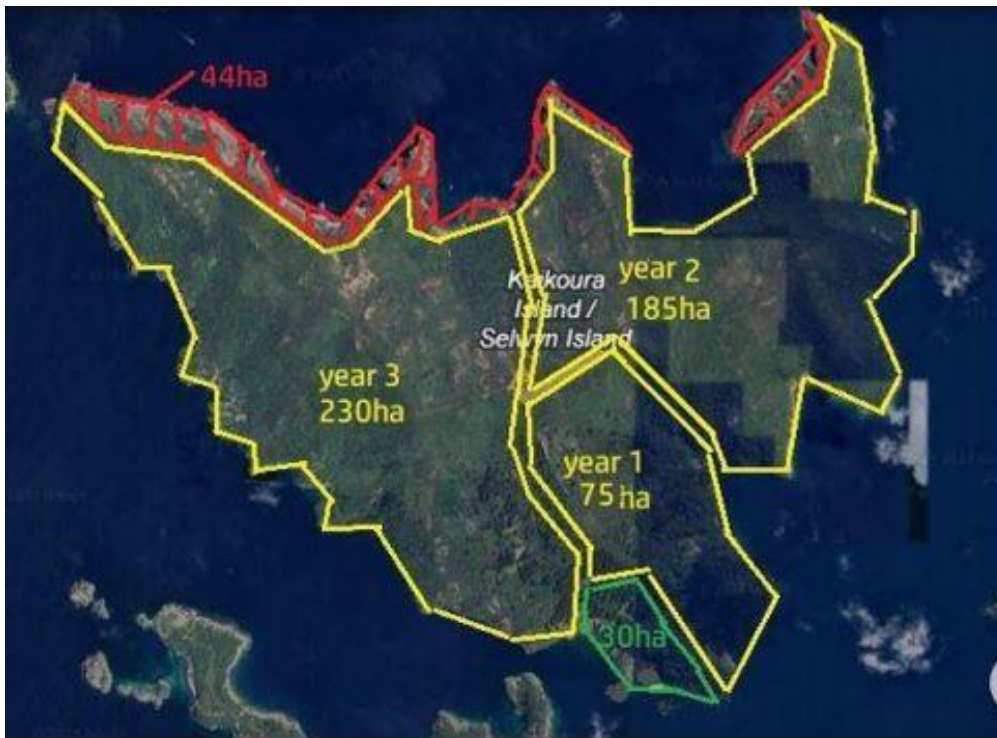 44ha
year 2
185ha
Kaikoura
Island /
Selwyn Island
year 3
230ha
year 1
75 ha
30ha